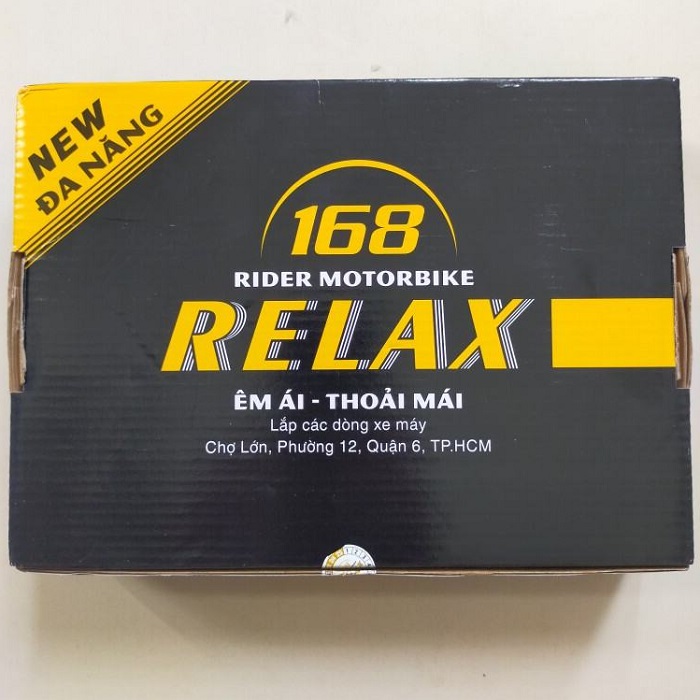 NEW
ĐA NĂNG
168
RIDER MOTORBIKE
RELAX
ÊM ÁI - THOẢI MÁI
Lắp các dòng xe máy
Chợ Lớn, Phường 12, Quận 6, TP.HCM